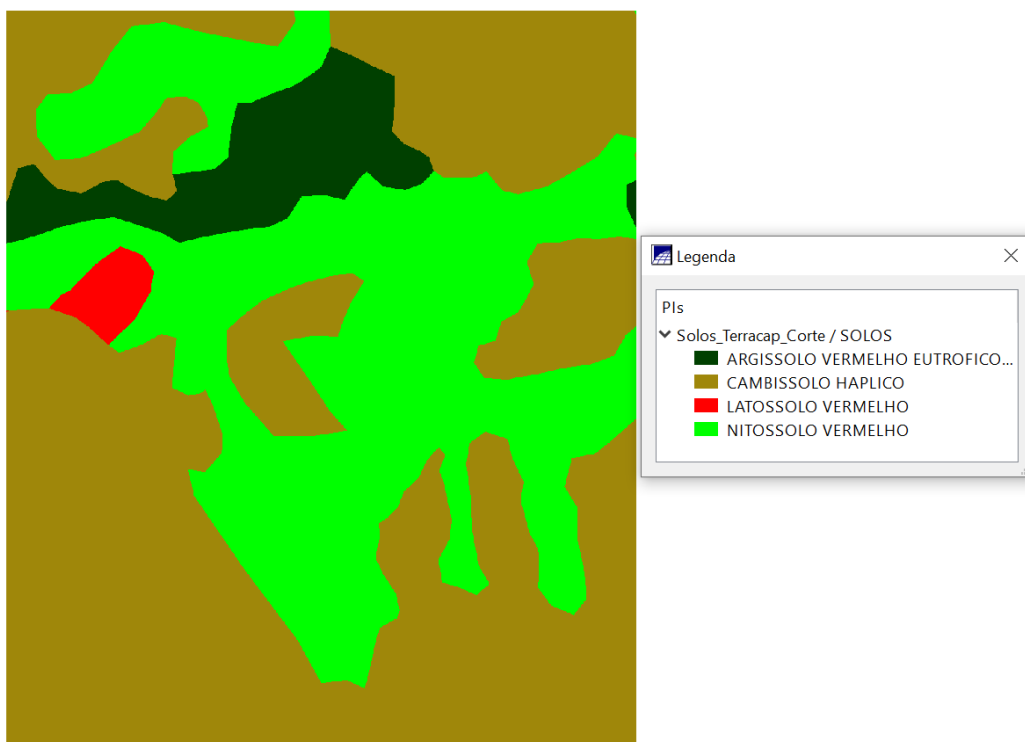 Legenda
PIs
Solos_Terracap_Corte / SOLOS
ARGISSOLO VERMELHO EUTROFICO...
CAMBISSOLO HAPLICO
LATOSSOLO VERMELHO
NITOSSOLO VERMELHO